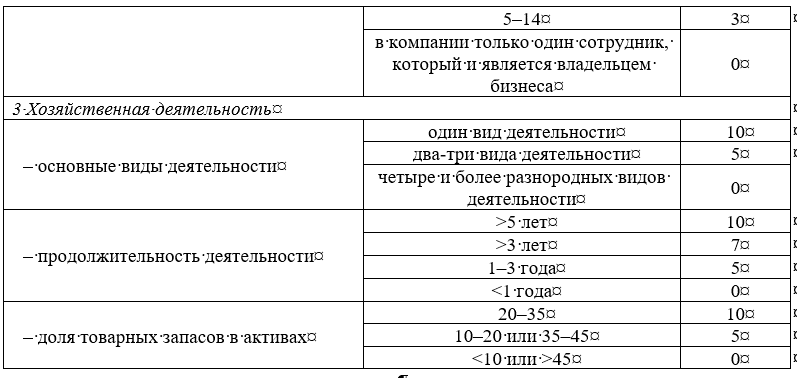 5–14 3
в компании только один сотрудник,
который и является владельцем
бизнеса 0
3 Хозяйственная деятельность
– основные виды деятельности
один вид деятельности 10
два-три вида деятельности 5
четыре и более разнородных видов
деятельности 0
– продолжительность деятельности
>5 лет 10
>3 лет 7
1–3 года 5
<1 года 0
– доля товарных запасов в активах
20–35 10
10–20 или 35–45 5
<10 или >45 0